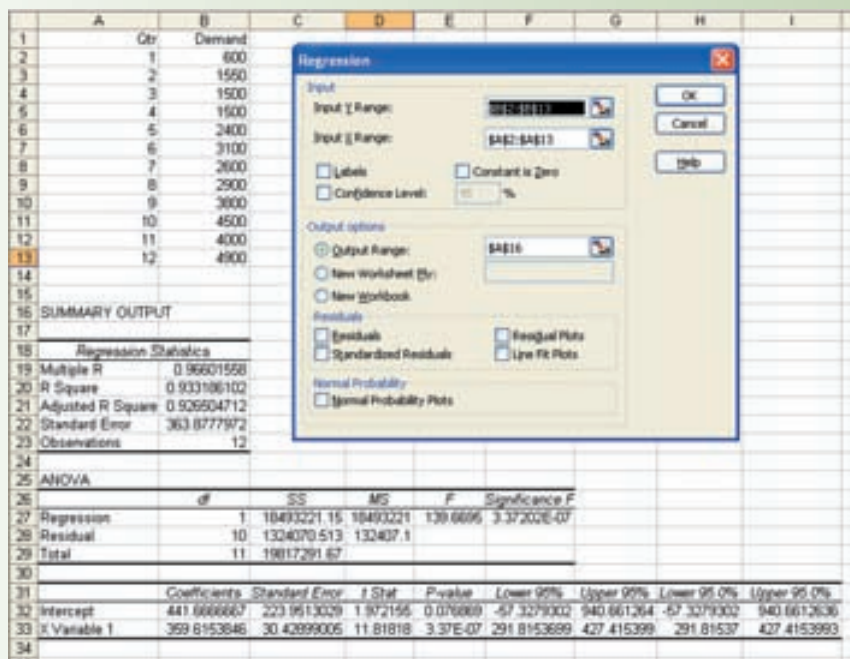 A B C D E F G H I
1 Qtr Demand
2 1 600
3 2 1550
4 3 1500
5 4 1500
6 5 2400
7 6 3100
8 7 2600
9 8 2900
10 9 3800
11 10 4500
12 11 4000
13 12 4900
14
15
16 SUMMARY OUTPUT
17
18 Regression Statistics
19 Multiple R 0.96601558
20 R Square 0.933186102
21 Adjusted R Square 0.926504712
22 Standard Error 363.8777972
23 Observations 12
24
25 ANOVA
26 df SS MS F Significance F
27 Regression 1 18493221.15 18493221 139.6695 3.37202E-07
28 Residual 10 1324070.513 132407.1
29 Total 11 19817291.67
30
31 Coefficients Standard Error t Stat P-value Lower 95% Upper 95% Lower 95.0% Upper 95.0%
32 Intercept 441.6666667 223.9513029 1.972155 0.076869 -57.3279302 940.661264 -57.3279302 940.6612636
33 X Variable 1 359.6153846 30.42899005 11.81818 3.37E-07 291.8153699 427.415399 291.81537 427.4153993
34
Regression
Input
Input Y Range:
Input X Range: $A$2:$A$13
Labels Constant is Zero
Confidence Level: %
Output options
Output Range: $A$16
New Worksheet Ply:
New Workbook
Residuals
Residuals Residual Plots
Standardized Residuals Line Fit Plots
Normal Probability
Normal Probability Plots
OK
Cancel
Help